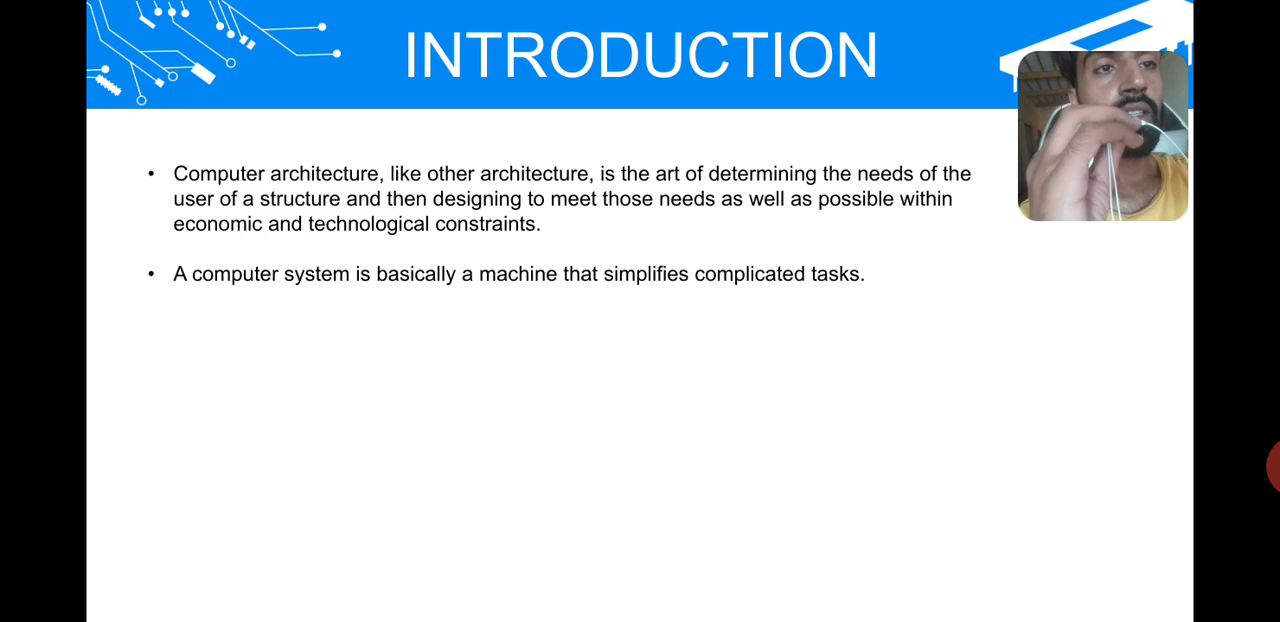 INTRODUCTION
• Computer architecture, like other architecture, is the art of determining the needs of the
user of a structure and then designing to meet those needs as well as possible within
economic and technological constraints.
• A computer system is basically a machine that simplifies complicated tasks.